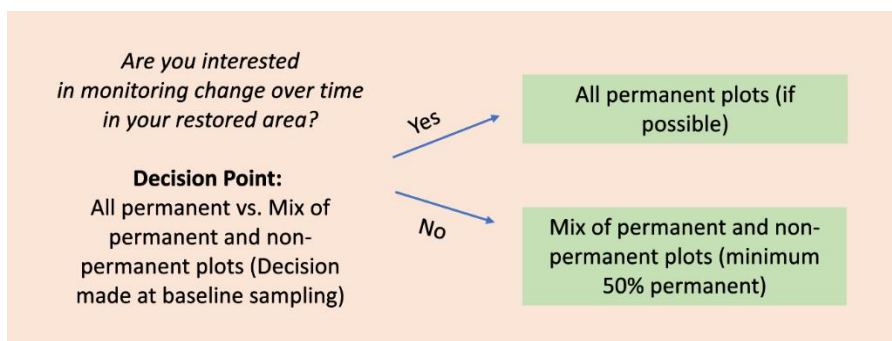 Are you interested
in monitoring change over time
in your restored area?
Decision Point:
All permanent vs. Mix of
permanent and non-
permanent plots (Decision
made at baseline sampling)
Yes
All permanent plots (if
possible)
No
Mix of permanent and non-
permanent plots (minimum
50% permanent)